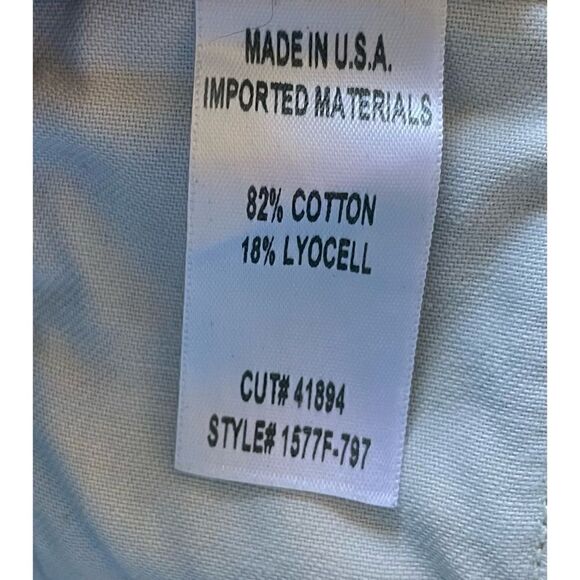 MADE IN U.S.A.
IMPORTED MATERIALS
82% COTTON
18% LYOCELL
CUT# 41894
STYLE# 1577F-797